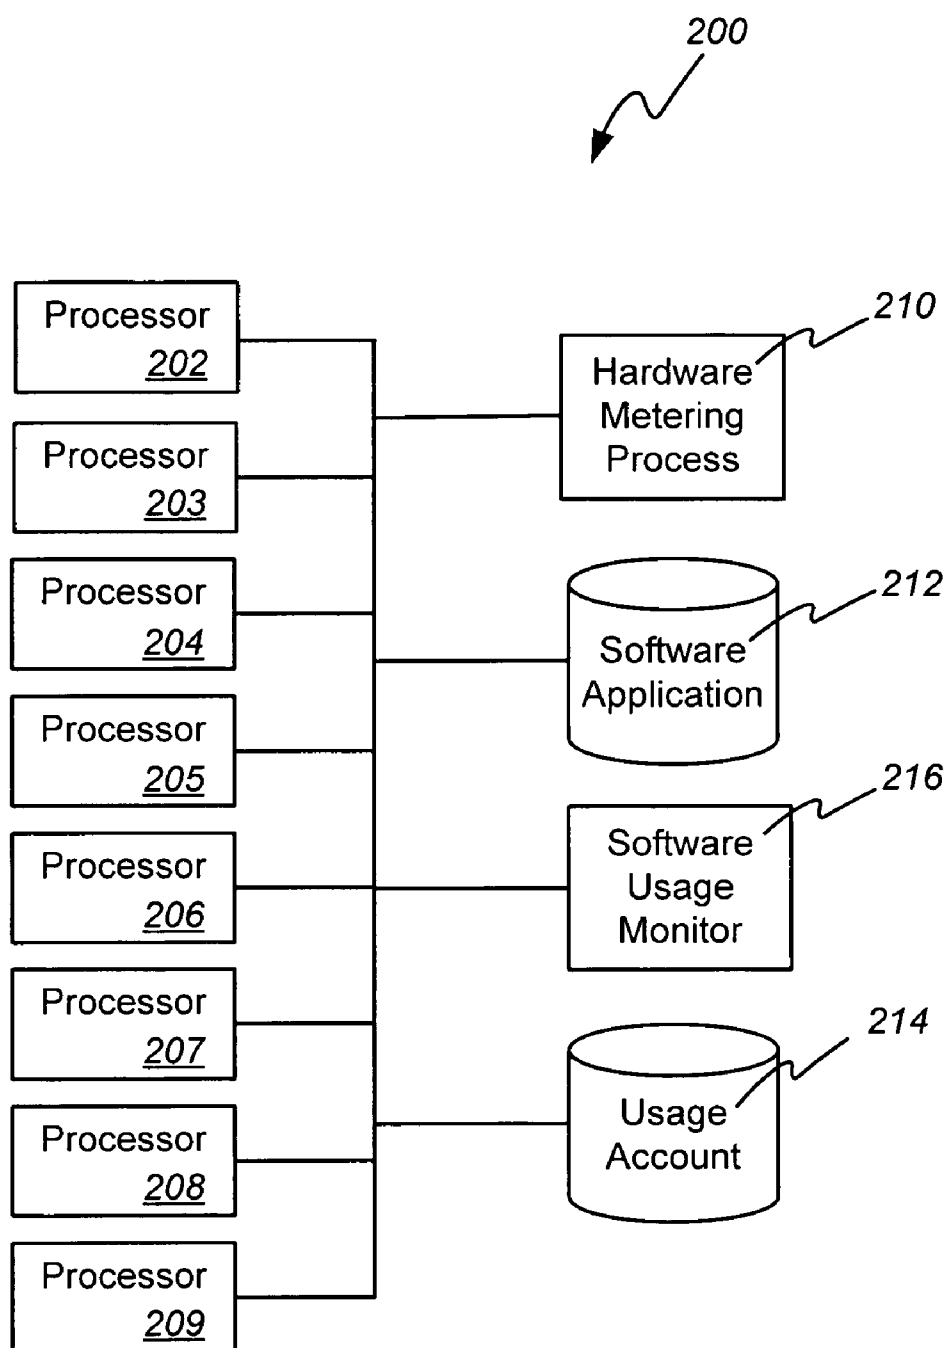 200
Processor
202
Processor
203
Processor
204
Processor
205
Processor
206
Processor
207
Processor
208
Processor
209
210
Hardware
Metering
Process
212
Software
Application
216
Software
Usage
Monitor
214
Usage
Account